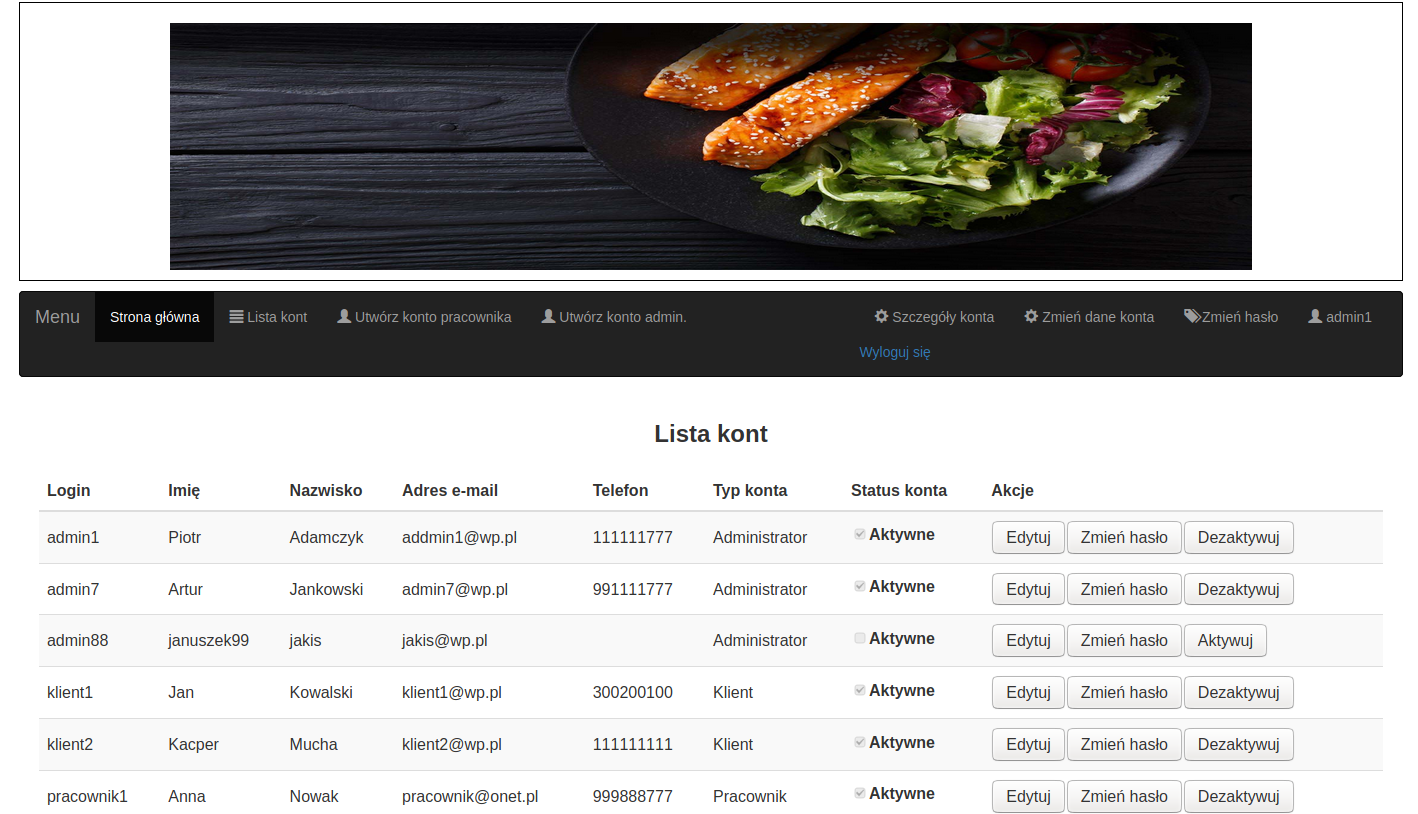 Menu Strona główna Lista kont Utwórz konto pracownika Utwórz konto admin. Szczegóły konta Zmień dane konta Zmień hasło admin1
Wyloguj się
Lista kont
Login Imię Nazwisko Adres e-mail Telefon Typ konta Status konta Akcje
admin1 Piotr Adamczyk addmin1@wp.pl 111111777 Administrator Aktywne Edytuj Zmień hasło Dezaktywuj
admin7 Artur Jankowski admin7@wp.pl 991111777 Administrator Aktywne Edytuj Zmień hasło Dezaktywuj
admin88 januszek99 jakis jakis@wp.pl Administrator Aktywne Edytuj Zmień hasło Aktywuj
klient1 Jan Kowalski klient1@wp.pl 300200100 Klient Aktywne Edytuj Zmień hasło Dezaktywuj
klient2 Kacper Mucha klient2@wp.pl 111111111 Klient Aktywne Edytuj Zmień hasło Dezaktywuj
pracownik1 Anna Nowak pracownik@onet.pl 999888777 Pracownik Aktywne Edytuj Zmień hasło Dezaktywuj